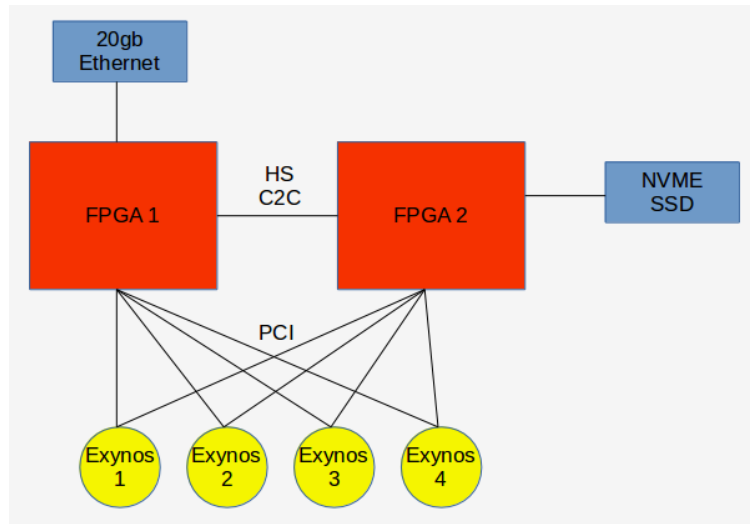 20gb
Ethernet
HS
C2C
FPGA 1
FPGA 2
NVME
SSD
PCI
Exynos
1
Exynos
2
Exynos
3
Exynos
4